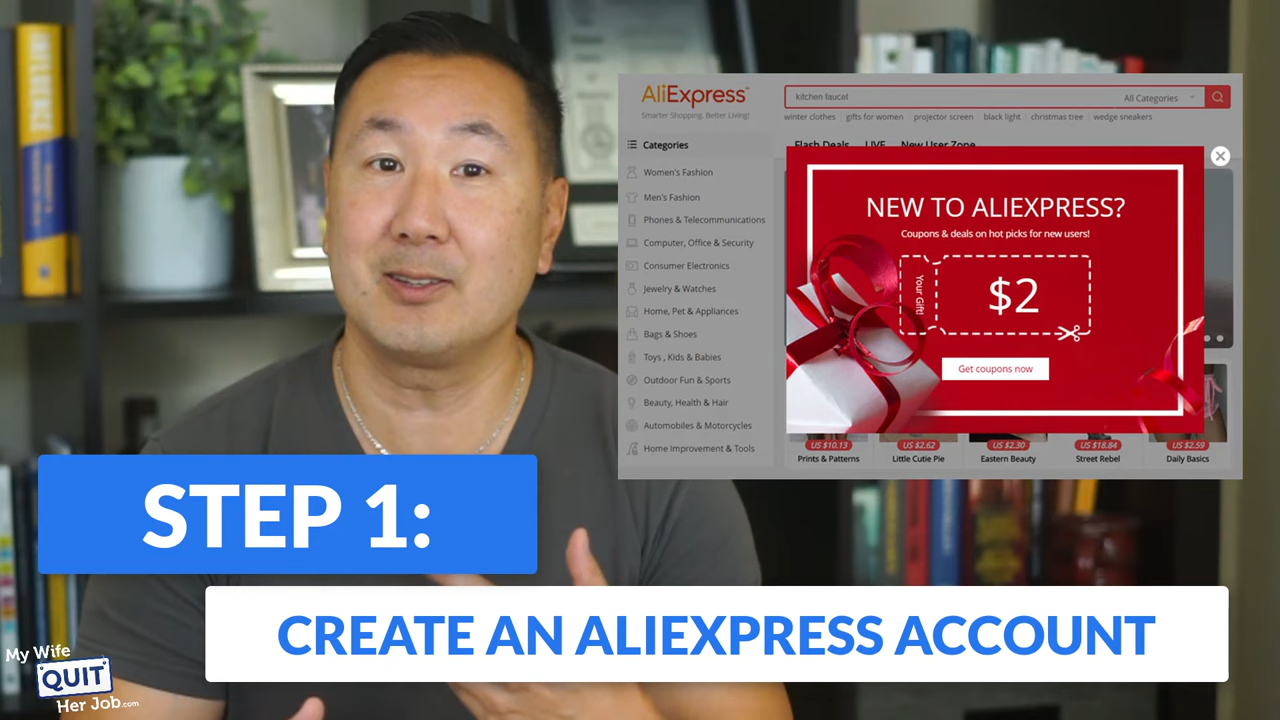 INFLUENCE
AliExpress™
Smarter Shopping, Better Living!
kitchen faucet
All Categories
winter clothes
gifts for women
projector screen
black light
christmas tree
wedge sneakers
Categories
Flash Deals
LIVE
New User Zone
Women's Fashion
Men's Fashion
Phones & Telecommunications
Computer, Office & Security
Consumer Electronics
Jewelry & Watches
Home, Pet & Appliances
Bags & Shoes
Toys , Kids & Babies
Outdoor Fun & Sports
Beauty, Health & Hair
Automobiles & Motorcycles
Home Improvement & Tools
NEW TO ALIEXPRESS?
Coupons & deals on hot picks for new users!
Your Gift!
$2
Get coupons now
US $10.13
US $2.62
US $2.30
US $18.84
US $2.59
Prints & Patterns
Little Cutie Pie
Eastern Beauty
Street Rebel
Daily Basics
STEP 1:
CREATE AN ALIEXPRESS ACCOUNT
My Wife
QUIT
Her Job.com